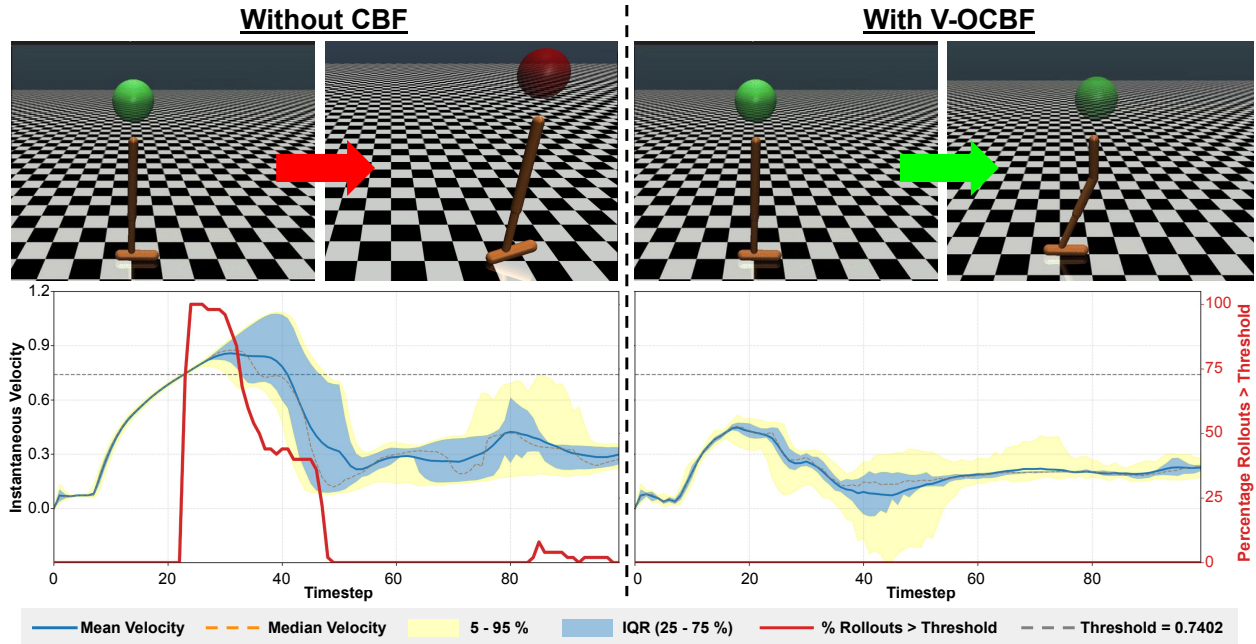 Without CBF
With V-OCBF
1.2
0.9
0.6
0.3
0.0
Instantaneous Velocity
0
20
40
60
80
Timestep
0
20
40
60
80
Timestep
100
75
50
25
0
Percentage Rollouts > Threshold
Mean Velocity
Median Velocity
5 - 95 %
IQR (25 - 75 %)
% Rollouts > Threshold
Threshold = 0.7402